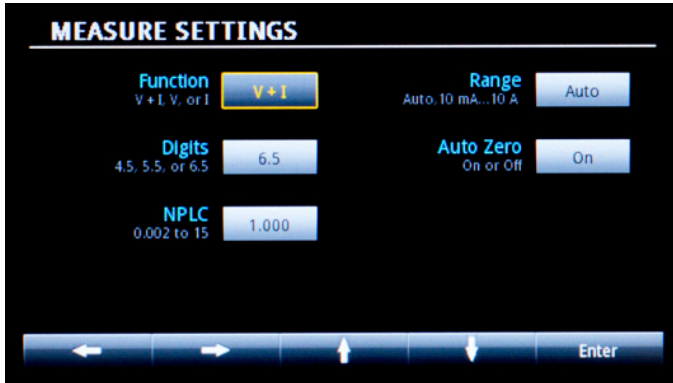 MEASURE SETTINGS
Function
V + I, V, or I
V + I
Range
Auto, 10 mA...10 A
Auto
Digits
4.5, 5.5, or 6.5
6.5
Auto Zero
On or Off
On
NPLC
0.002 to 15
1.000
Enter